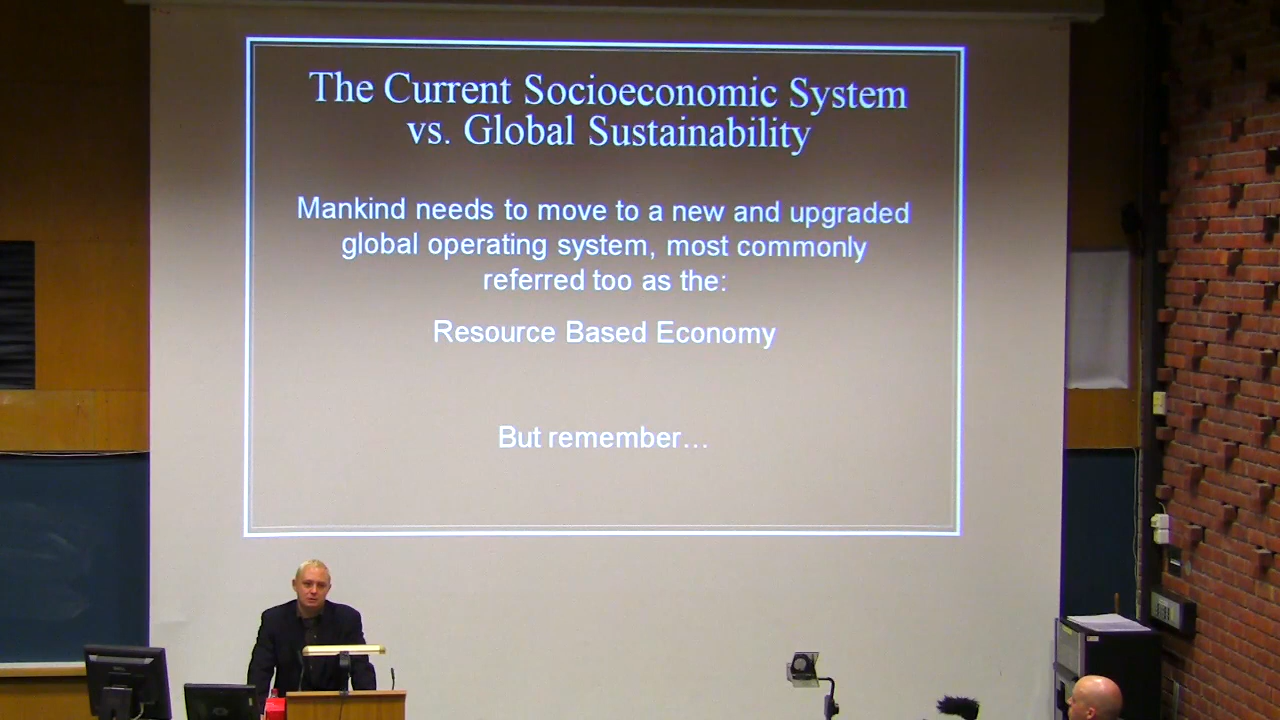 The Current Socioeconomic System
vs. Global Sustainability
Mankind needs to move to a new and upgraded
global operating system, most commonly
referred too as the:
Resource Based Economy
But remember…